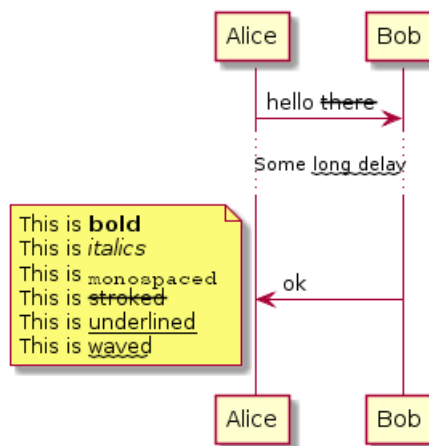 Alice Bob
hello there
Some long delay
This is bold
This is italics
This is monospaced
This is stroked
This is underlined
This is waved
ok
Alice Bob